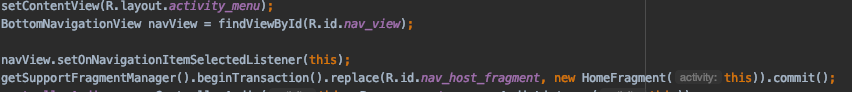 setContentView(R.layout.activity_menu);
BottomNavigationView navView = findViewById(R.id.nav_view);
navView.setOnNavigationItemSelectedListener(this);
getSupportFragmentManager().beginTransaction().replace(R.id.nav_host_fragment, new HomeFragment( activity: this)).commit();